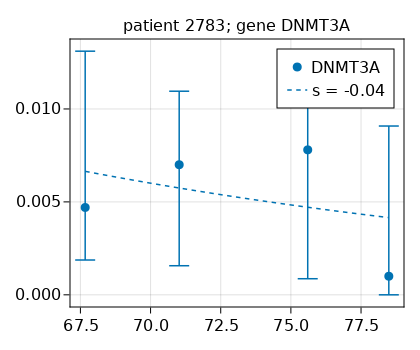 patient 2783; gene DNMT3A
DNMT3A
s = -0.04
0.010
0.005
0.000
67.5 70.0 72.5 75.0 77.5